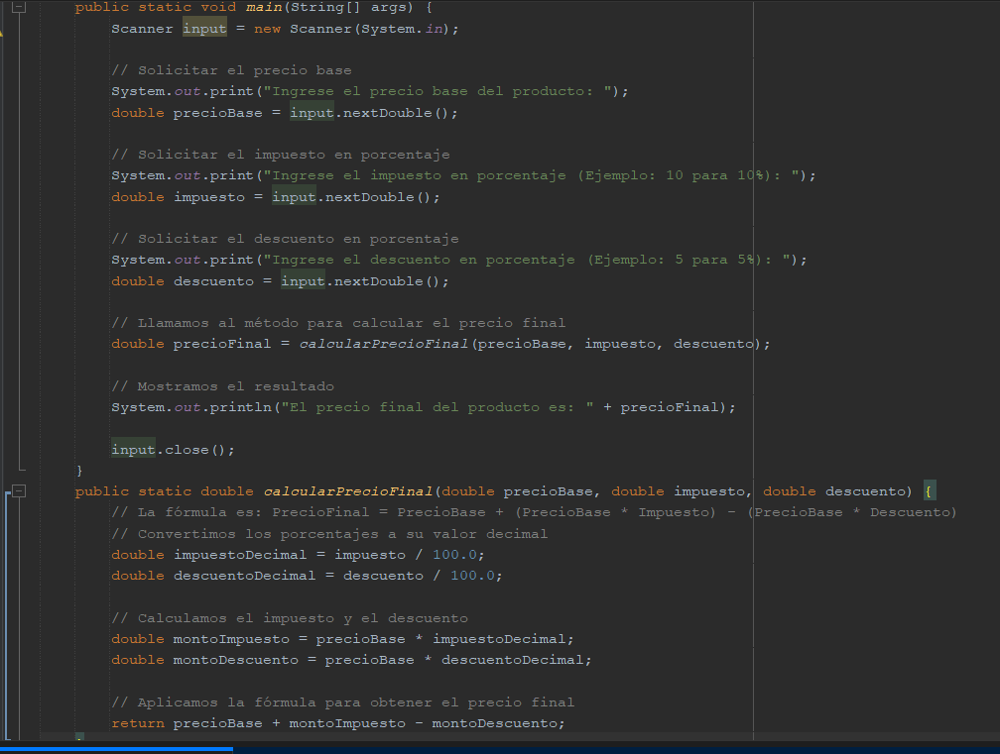 public static void main(String[] args) {
Scanner input = new Scanner(System.in);
// Solicitar el precio base
System.out.print("Ingrese el precio base del producto: ");
double precioBase = input.nextDouble();
// Solicitar el impuesto en porcentaje
System.out.print("Ingrese el impuesto en porcentaje (Ejemplo: 10 para 10%): ");
double impuesto = input.nextDouble();
// Solicitar el descuento en porcentaje
System.out.print("Ingrese el descuento en porcentaje (Ejemplo: 5 para 5%): ");
double descuento = input.nextDouble();
// Llamamos al método para calcular el precio final
double precioFinal = calcularPrecioFinal(precioBase, impuesto, descuento);
// Mostramos el resultado
System.out.println("El precio final del producto es: " + precioFinal);
input.close();
}
public static double calcularPrecioFinal(double precioBase, double impuesto, double descuento) {
// La fórmula es: PrecioFinal = PrecioBase + (PrecioBase * Impuesto) - (PrecioBase * Descuento)
// Convertimos los porcentajes a su valor decimal
double impuestoDecimal = impuesto / 100.0;
double descuentoDecimal = descuento / 100.0;
// Calculamos el impuesto y el descuento
double montoImpuesto = precioBase * impuestoDecimal;
double montoDescuento = precioBase * descuentoDecimal;
// Aplicamos la fórmula para obtener el precio final
return precioBase + montoImpuesto - montoDescuento;